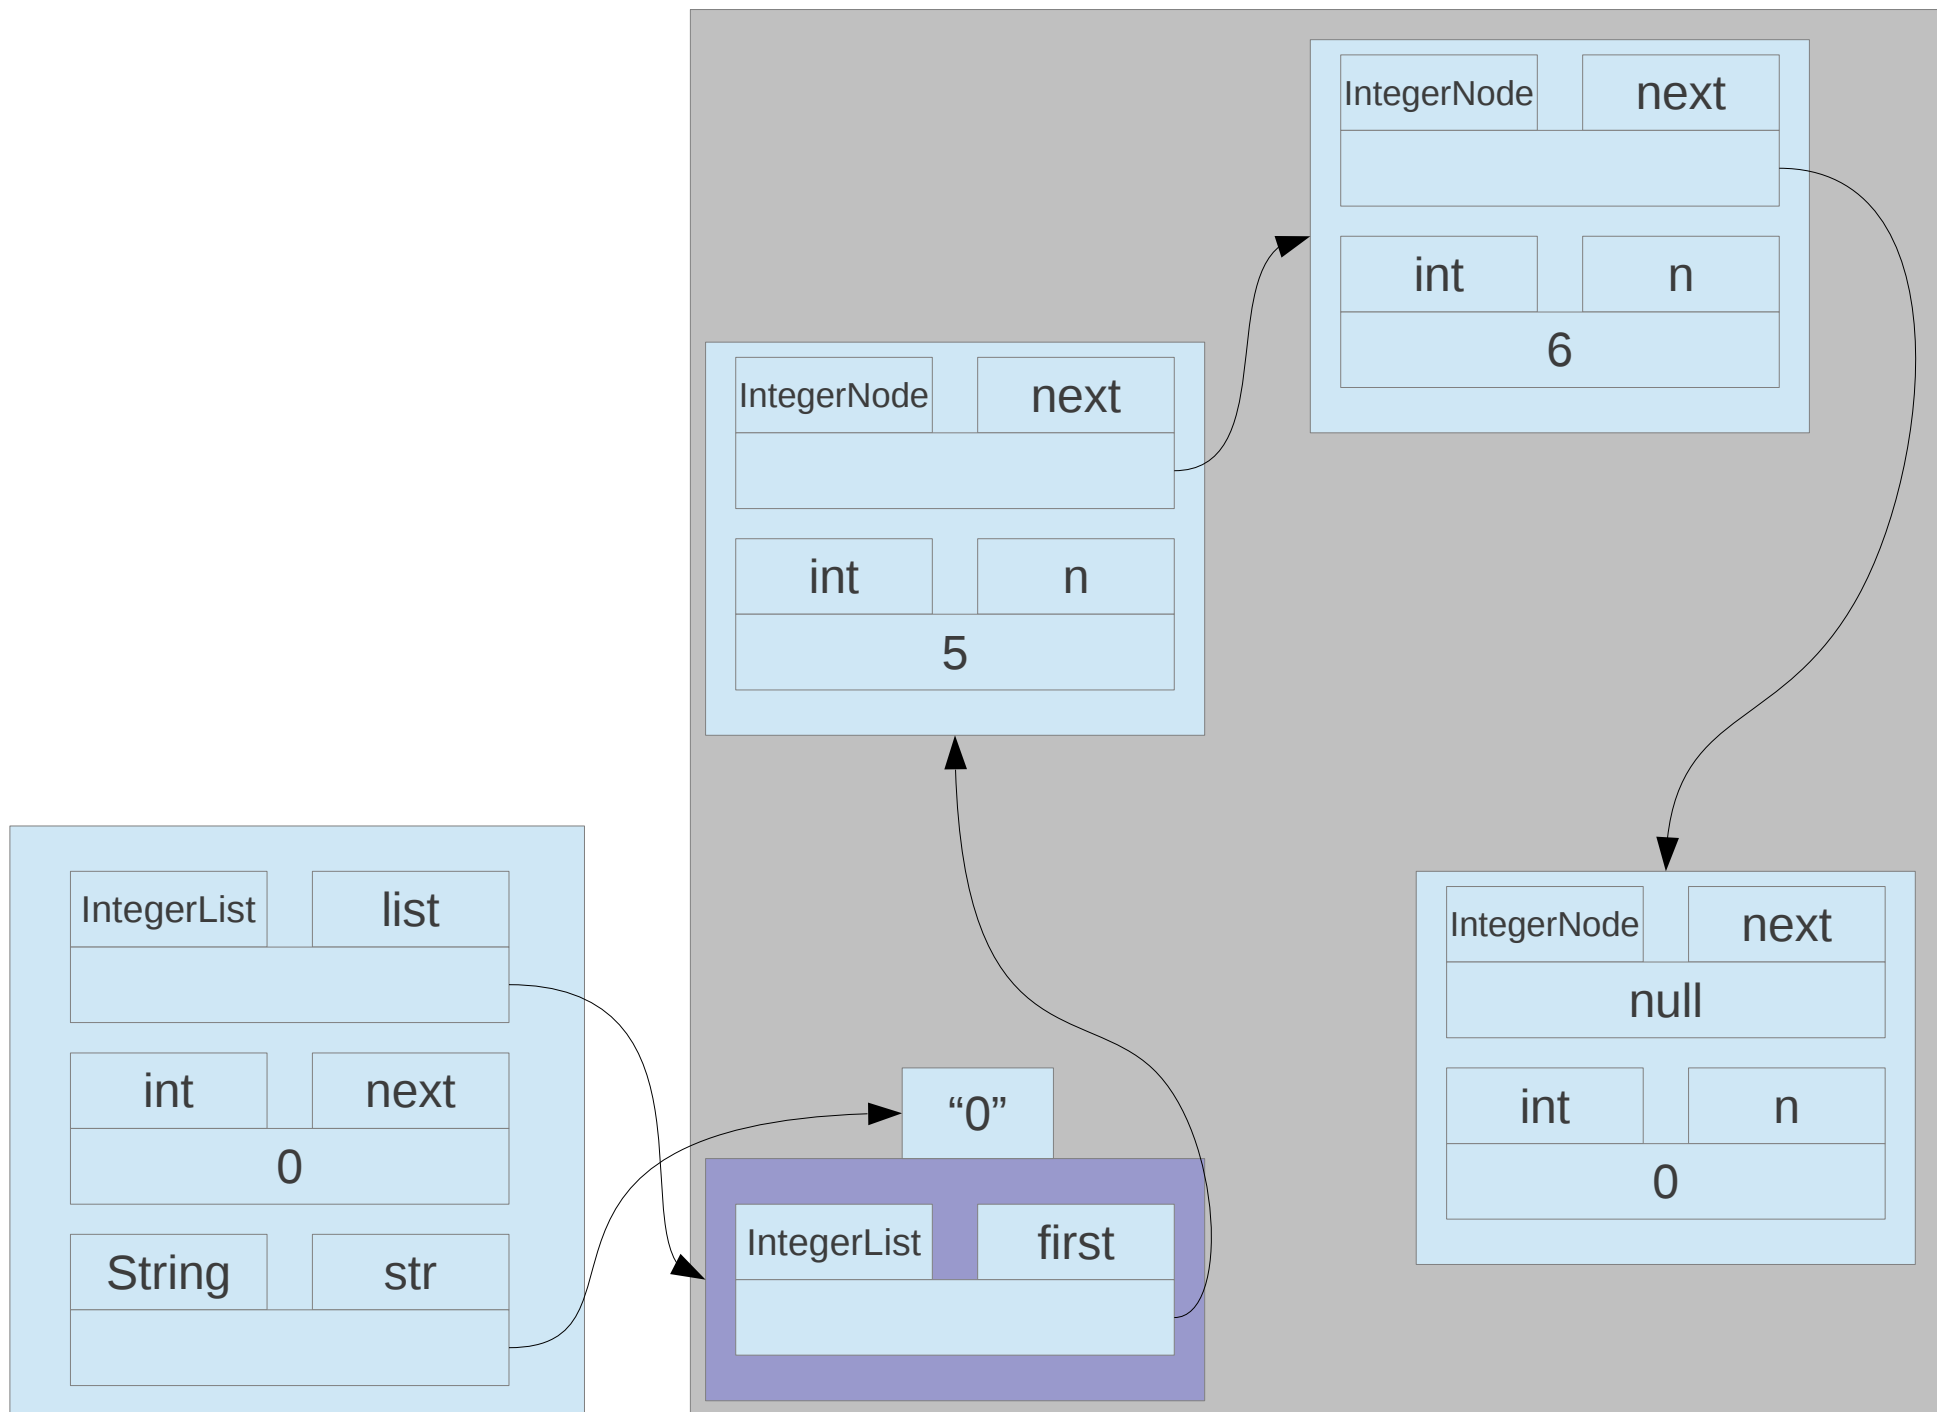 IntegerNode next
int n
6
IntegerNode next
int n
5
IntegerList list
int next
0
String str
“0”
IntegerList first
IntegerNode next
null
int n
0